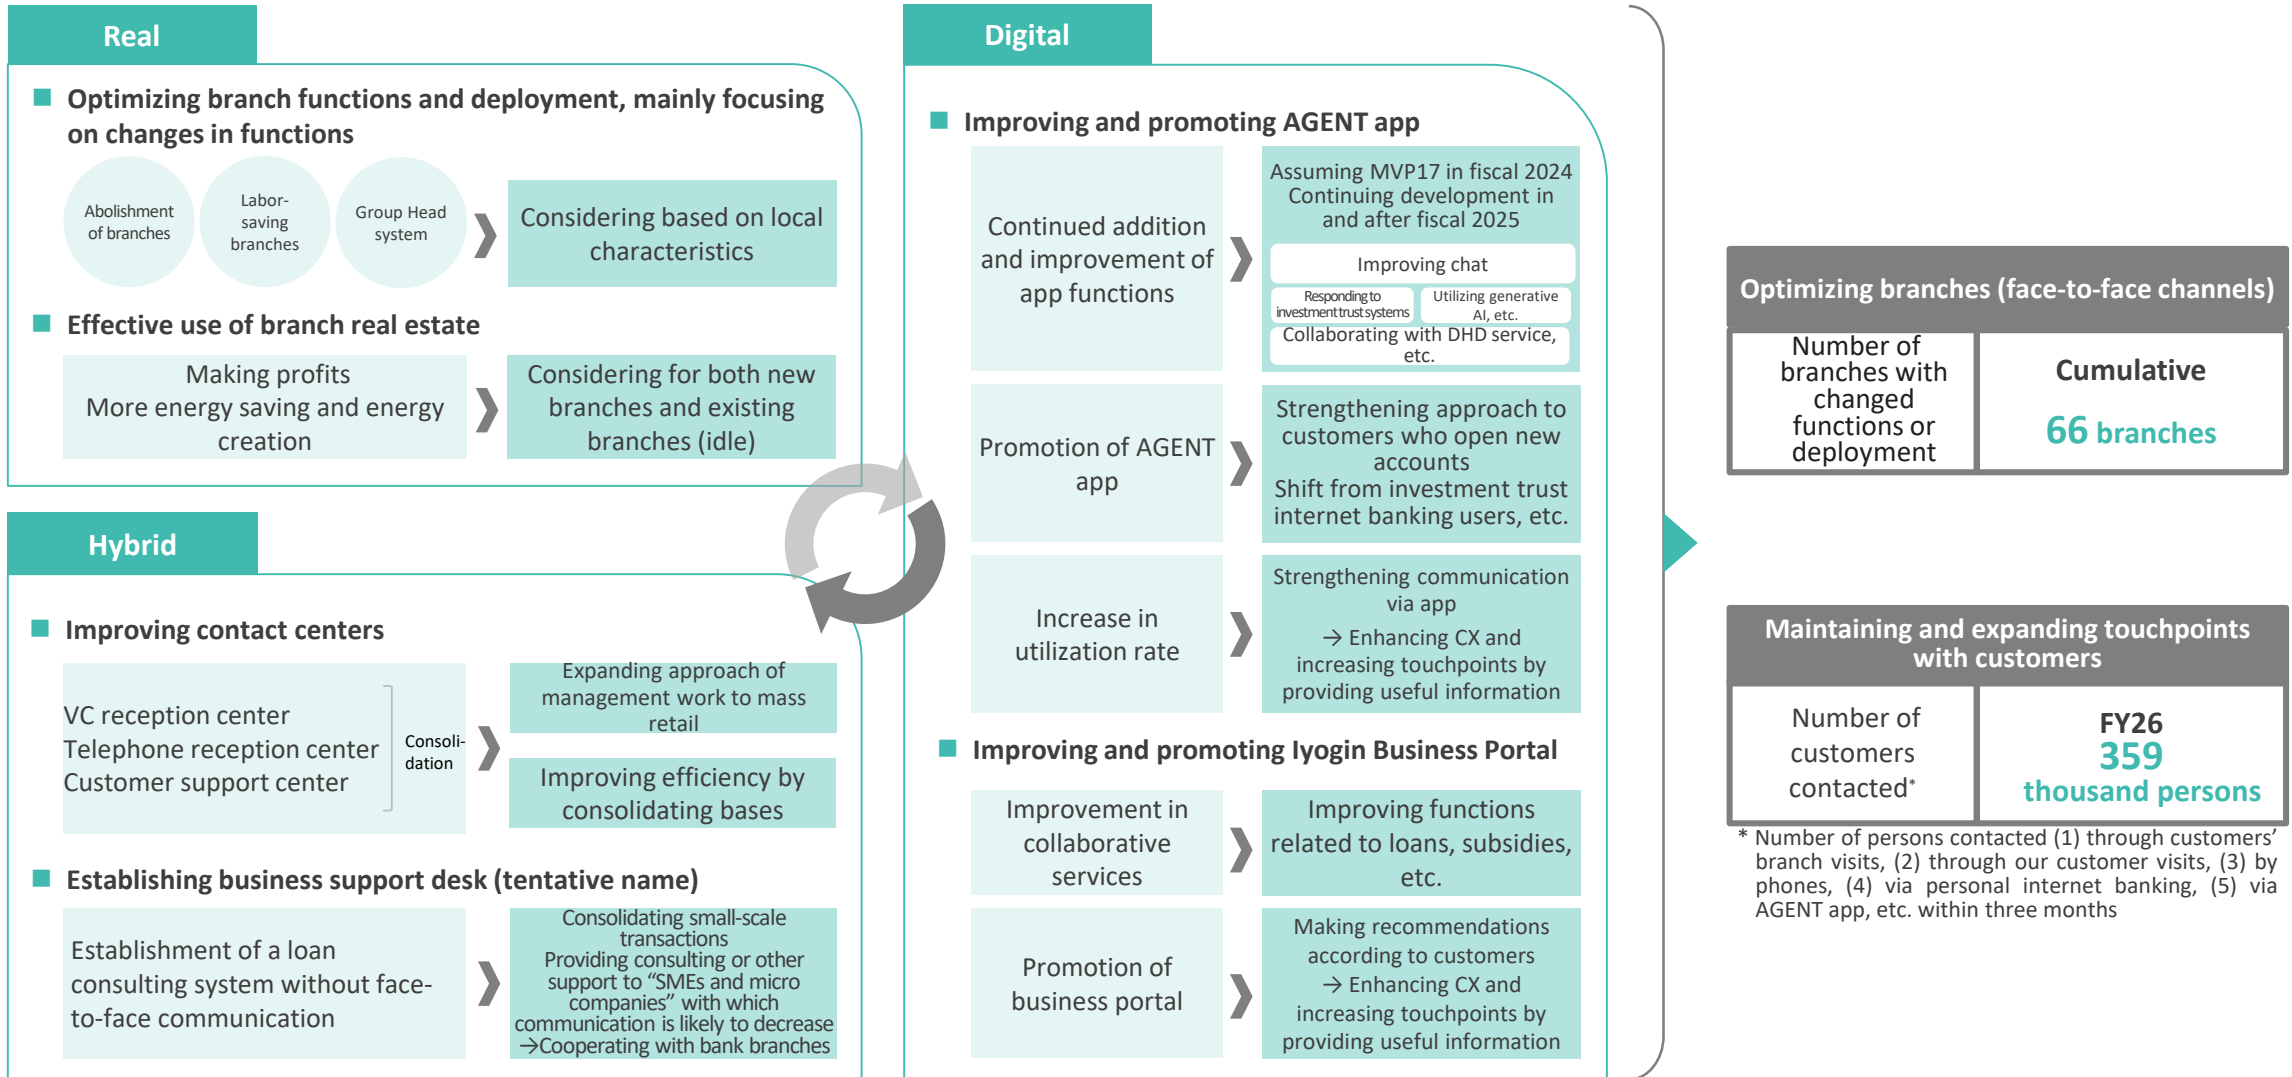 Real
Optimizing branch functions and deployment, mainly focusing
on changes in functions
Abolishment
of branches
Labor-
saving
branches
Group Head
system
Considering based on local
characteristics
Effective use of branch real estate
Making profits
More energy saving and energy
creation
Considering for both new
branches and existing
branches (idle)
Hybrid
Improving contact centers
VC reception center
Telephone reception center
Customer support center
Consoli-
dation
Expanding approach of
management work to mass
retail
Improving efficiency by
consolidating bases
Establishing business support desk (tentative name)
Establishment of a loan
consulting system without face-
to-face communication
Consolidating small-scale
transactions
Providing consulting or other
support to “SMEs and micro
companies” with which
communication is likely to decrease
→Cooperating with bank branches
Digital
Improving and promoting AGENT app
Continued addition
and improvement of
app functions
Assuming MVP17 in fiscal 2024
Continuing development in
and after fiscal 2025
Improving chat
Responding to
investment trust systems
Utilizing generative
AI, etc.
Collaborating with DHD service,
etc.
Promotion of AGENT
app
Strengthening approach to
customers who open new
accounts
Shift from investment trust
internet banking users, etc.
Increase in
utilization rate
Strengthening communication
via app
→ Enhancing CX and
increasing touchpoints by
providing useful information
Improving and promoting Iyogin Business Portal
Improvement in
collaborative
services
Improving functions
related to loans, subsidies,
etc.
Promotion of
business portal
Making recommendations
according to customers
→ Enhancing CX and
increasing touchpoints by
providing useful information
Optimizing branches (face-to-face channels)
Number of
branches with
changed
functions or
deployment
Cumulative
66 branches
Maintaining and expanding touchpoints
with customers
Number of
customers
contacted*
FY26
359
thousand persons
* Number of persons contacted (1) through customers’
branch visits, (2) through our customer visits, (3) by
phones, (4) via personal internet banking, (5) via
AGENT app, etc. within three months